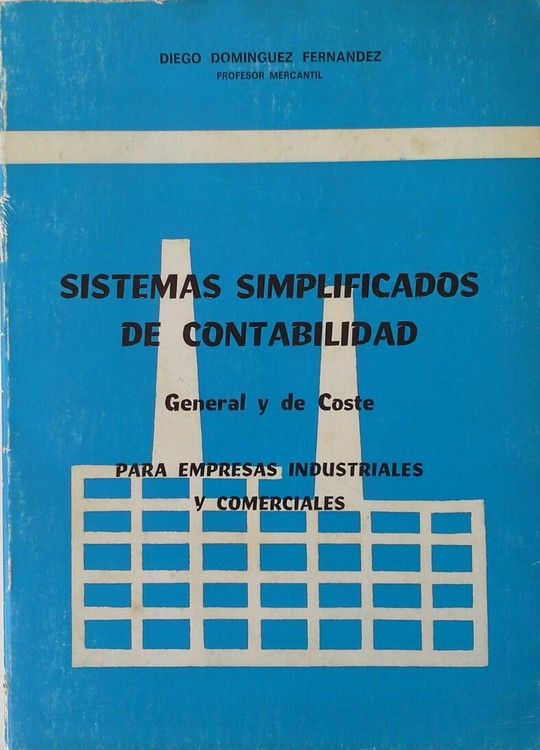 DIEGO DOMINGUEZ FERNANDEZ
PROFESOR MERCANTIL
SISTEMAS SIMPLIFICADOS
DE CONTABILIDAD
General y de Coste
PARA EMPRESAS INDUSTRIALES
Y COMERCIALES